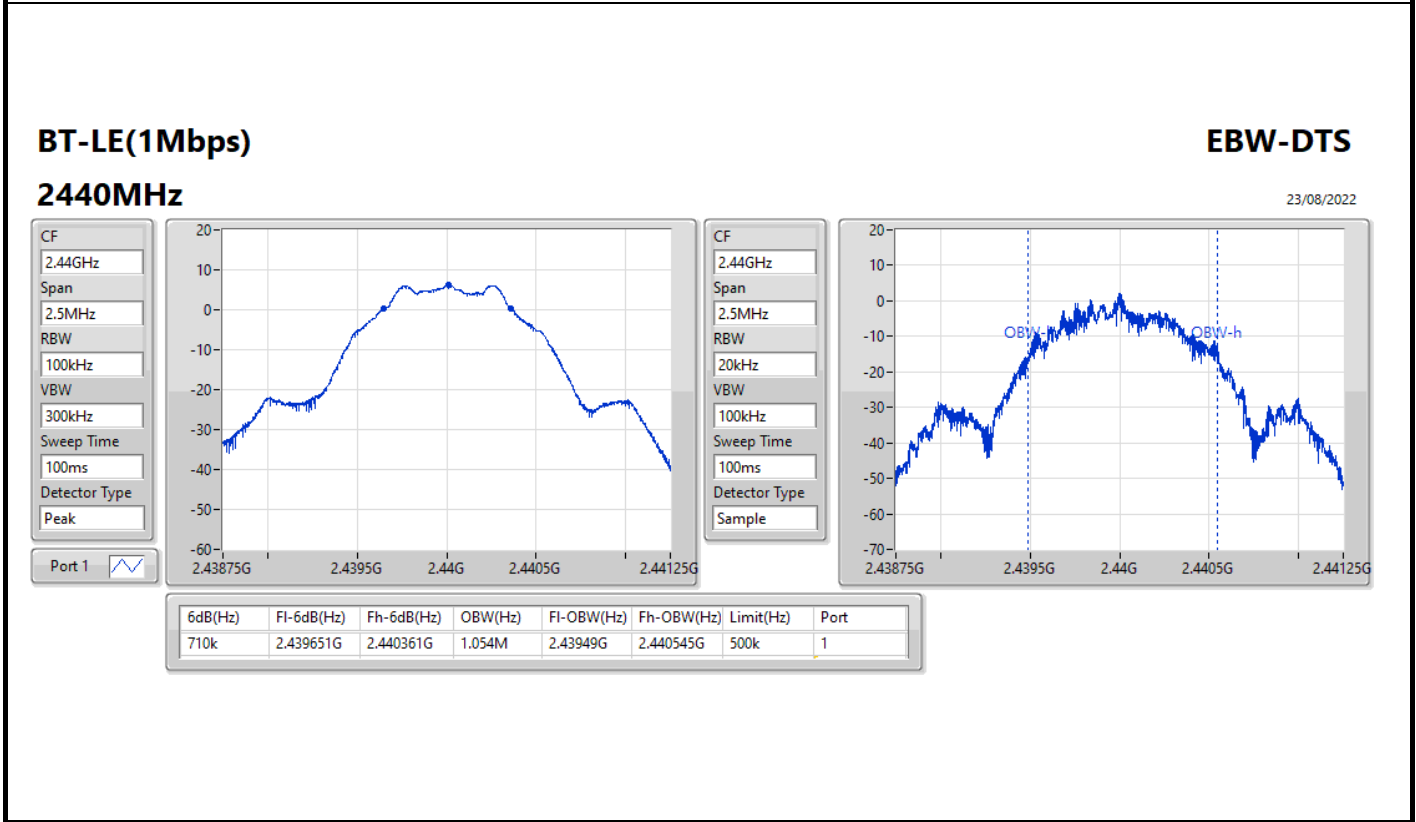 BT-LE(1Mbps)
EBW-DTS
2440MHz
23/08/2022
CF
2.44GHz
Span
2.5MHz
RBW
100kHz
VBW
300kHz
Sweep Time
100ms
Detector Type
Peak
Port 1
20
10
0
-10
-20
-30
-40
-50
-60
2.43875G 2.4395G 2.44G 2.4405G 2.44125G
CF
2.44GHz
Span
2.5MHz
RBW
20kHz
VBW
100kHz
Sweep Time
100ms
Detector Type
Sample
20
10
0
-10
-20
-30
-40
-50
-60
-70
OBW-h
2.43875G 2.4395G 2.44G 2.4405G 2.44125G
6dB(Hz) Fl-6dB(Hz) Fh-6dB(Hz) OBW(Hz) Fl-OBW(Hz) Fh-OBW(Hz) Limit(Hz) Port
710k 2.439651G 2.440361G 1.054M 2.43949G 2.440545G 500k 1